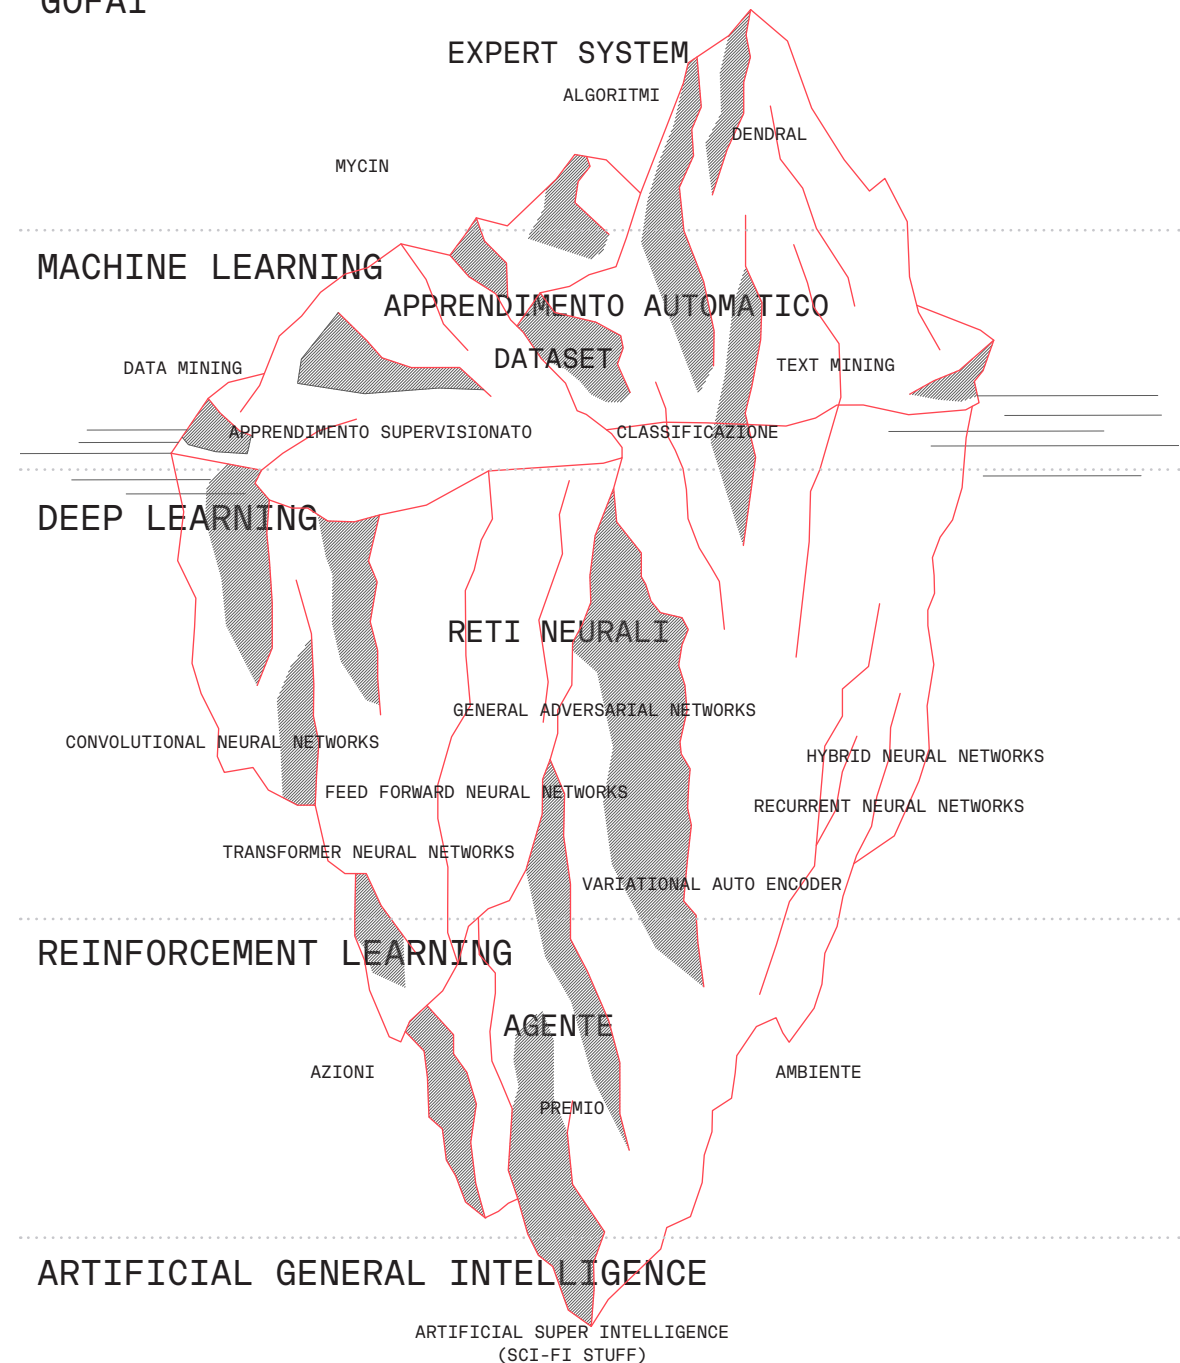 GOFAI
EXPERT SYSTEM
ALGORITMI
DENDRAL
MYCIN
MACHINE LEARNING
APPRENDIMENTO AUTOMATICO
DATASET
DATA MINING
TEXT MINING
APPRENDIMENTO SUPERVISIONATO
CLASSIFICAZIONE
DEEP LEARNING
RETI NEURALI
GENERAL ADVERSARIAL NETWORKS
CONVOLUTIONAL NEURAL NETWORKS
HYBRID NEURAL NETWORKS
FEED FORWARD NEURAL NETWORKS
RECURRENT NEURAL NETWORKS
TRANSFORMER NEURAL NETWORKS
VARIATIONAL AUTO ENCODER
REINFORCEMENT LEARNING
AGENTE
AZIONI
AMBIENTE
PREMIO
ARTIFICIAL GENERAL INTELLIGENCE
ARTIFICIAL SUPER INTELLIGENCE
(SCI-FI STUFF)